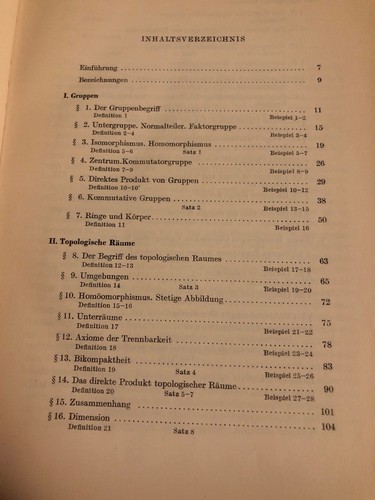 INHALTSVERZEICHNIS
Einführung 7
Bezeichnungen 9
I. Gruppen
§ 1. Der Gruppenbegriff 11
Definition 1 Beispiel 1–2
§ 2. Untergruppe. Normalteiler. Faktorgruppe 15
Definition 2–4 Beispiel 3–4
§ 3. Isomorphismus. Homomorphismus 19
Definition 5–6 Satz 1 Beispiel 5–7
§ 4. Zentrum.Kommutatorgruppe 26
Definition 7–9 Beispiel 8–9
§ 5. Direktes Produkt von Gruppen 29
Definition 10–10' Beispiel 10–12
§ 6. Kommutative Gruppen 38
Satz 2 Beispiel 13–15
§ 7. Ringe und Körper 50
Definition 11 Beispiel 16
II. Topologische Räume
§ 8. Der Begriff des topologischen Raumes 63
Definition 12–13 Beispiel 17–18
§ 9. Umgebungen 65
Definition 14 Satz 3 Beispiel 19–20
§ 10. Homöomorphismus. Stetige Abbildung 72
Definition 15–16
§ 11. Unterräume 75
Definition 17 Beispiel 21–22
§ 12. Axiome der Trennbarkeit 78
Definition 18 Beispiel 23–24
§ 13. Bikompaktheit 83
Definition 19 Satz 4 Beispiel 25–26
§ 14. Das direkte Produkt topologischer Räume 90
Definition 20 Satz 5–7 Beispiel 27–28
§ 15. Zusammenhang 101
§ 16. Dimension 104
Definition 21 Satz 8